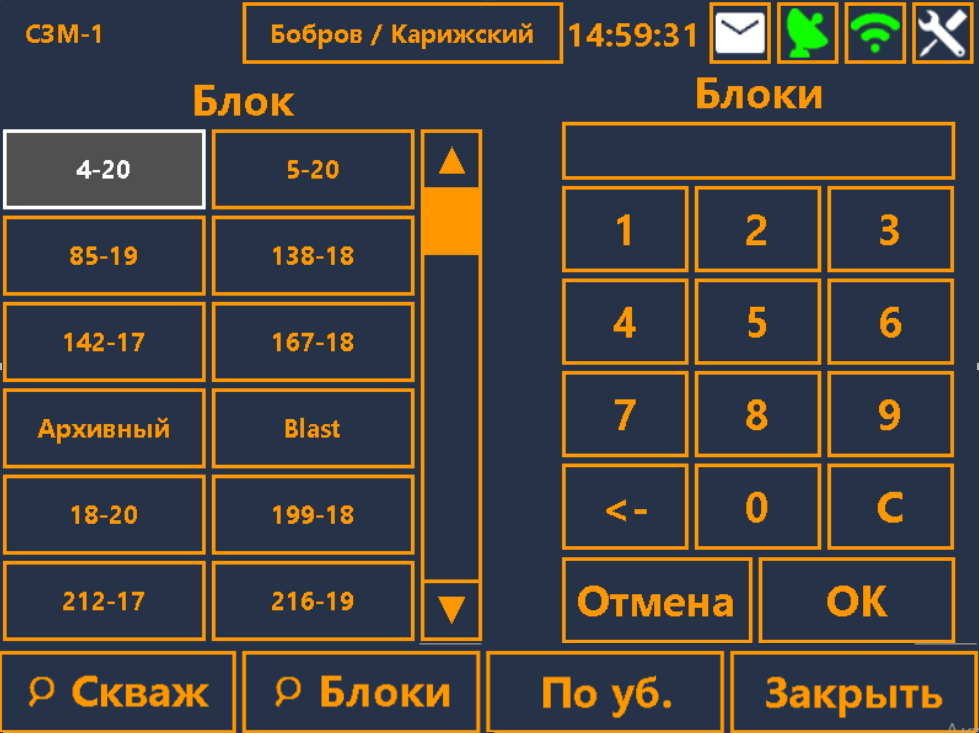 СЗМ-1 Бобров / Карижский 14:59:31
Блок
Блоки
4-20 5-20
85-19 138-18
142-17 167-18
Архивный Blast
18-20 199-18
212-17 216-19
1 2 3
4 5 6
7 8 9
<- 0 C
Отмена ОК
Скваж Блоки По уб. Закрыть